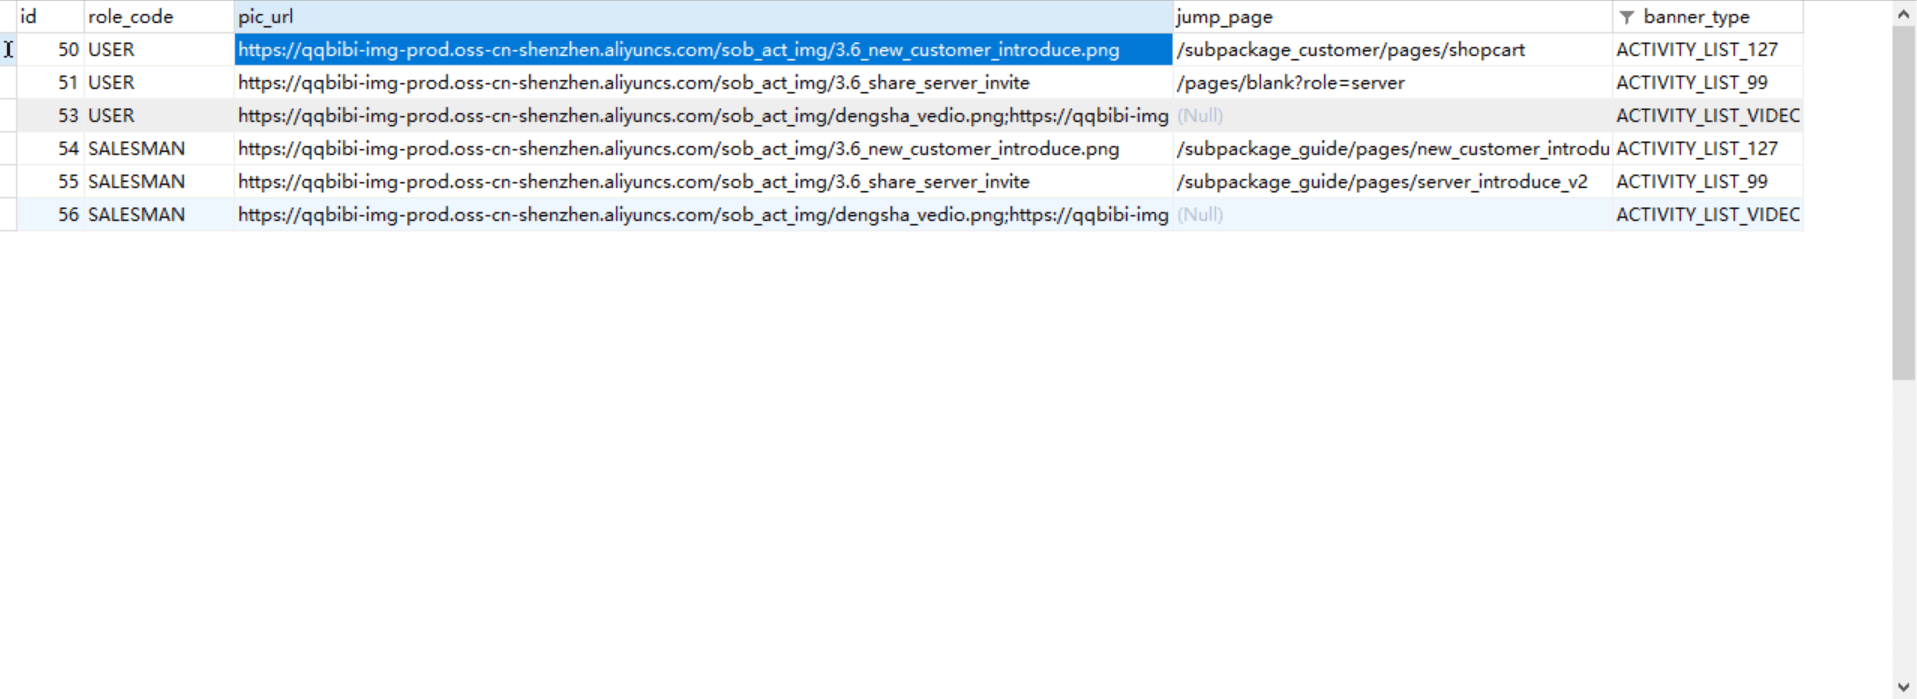 id role_code pic_url jump_page banner_type
50 USER https://qqbibi-img-prod.oss-cn-shenzhen.aliyuncs.com/sob_act_img/3.6_new_customer_introduce.png /subpackage_customer/pages/shopcart ACTIVITY_LIST_127
51 USER https://qqbibi-img-prod.oss-cn-shenzhen.aliyuncs.com/sob_act_img/3.6_share_server_invite /pages/blank?role=server ACTIVITY_LIST_99
53 USER https://qqbibi-img-prod.oss-cn-shenzhen.aliyuncs.com/sob_act_img/dengsha_vedio.png;https://qqbibi-img (Null) ACTIVITY_LIST_VIDEC
54 SALESMAN https://qqbibi-img-prod.oss-cn-shenzhen.aliyuncs.com/sob_act_img/3.6_new_customer_introduce.png /subpackage_guide/pages/new_customer_introdu ACTIVITY_LIST_127
55 SALESMAN https://qqbibi-img-prod.oss-cn-shenzhen.aliyuncs.com/sob_act_img/3.6_share_server_invite /subpackage_guide/pages/server_introduce_v2 ACTIVITY_LIST_99
56 SALESMAN https://qqbibi-img-prod.oss-cn-shenzhen.aliyuncs.com/sob_act_img/dengsha_vedio.png;https://qqbibi-img (Null) ACTIVITY_LIST_VIDEC